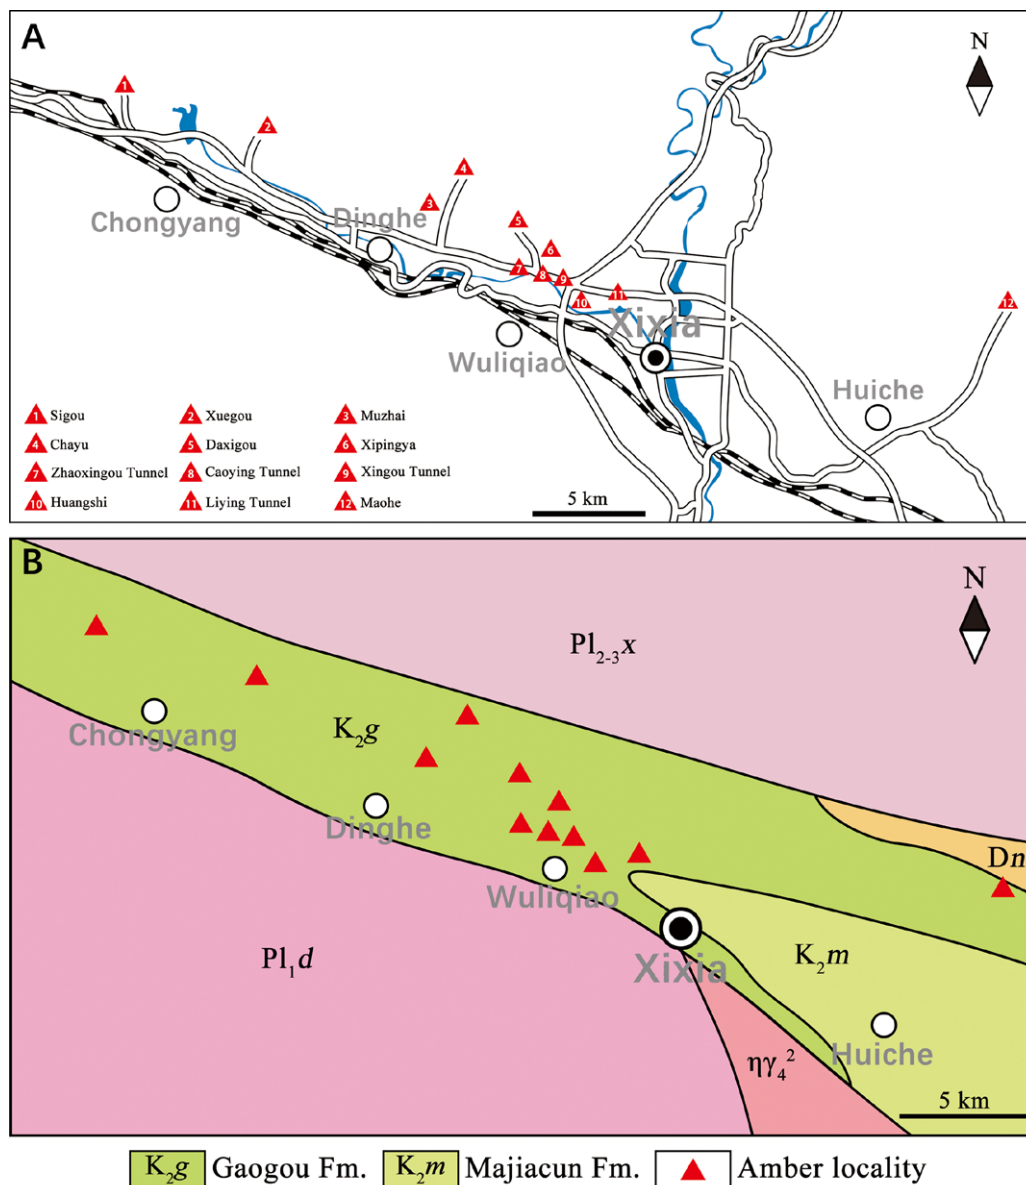 A
N
1
2
4
3
Chongyang
Dinghe
5
6
7
8
9
10
11
12
Xixia
Wuliqiao
Huiche
1 Sigou 2 Xuegou 3 Muzhai
4 Chayu 5 Daxigou 6 Xipingya
7 Zhaoxingou Tunnel 8 Caoying Tunnel 9 Xingou Tunnel
10 Huangshi 11 Liying Tunnel 12 Maohe
5 km
B
N
Pl₂₋₃x
K₂g
Chongyang
Dinghe
Dn
Wuliqiao
K₂m
Pl₁d
Xixia
Huiche
ηγ₄²
5 km
K₂g Gaogou Fm. K₂m Majiacun Fm. Amber locality